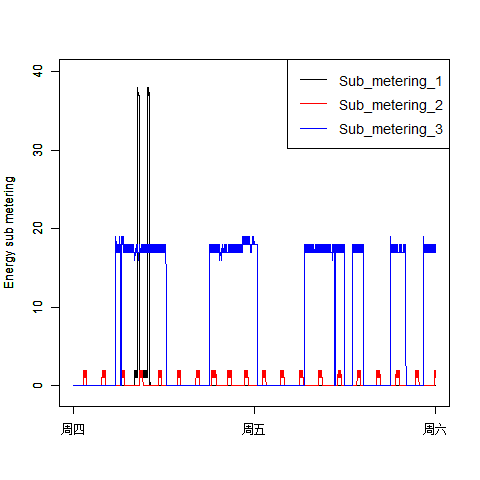 Sub_metering_1
Sub_metering_2
Sub_metering_3
Energy sub metering
40
30
20
10
0
周四 周五 周六